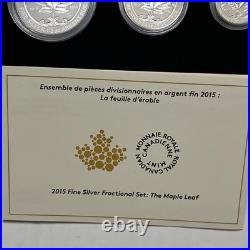 Ensemble de pièces divisionnaires en argent fin 2015 :
La feuille d'érable
MONNAIE ROYALE CANADIENNE
ROYAL CANADIAN MINT
2015 Fine Silver Fractional Set: The Maple Leaf